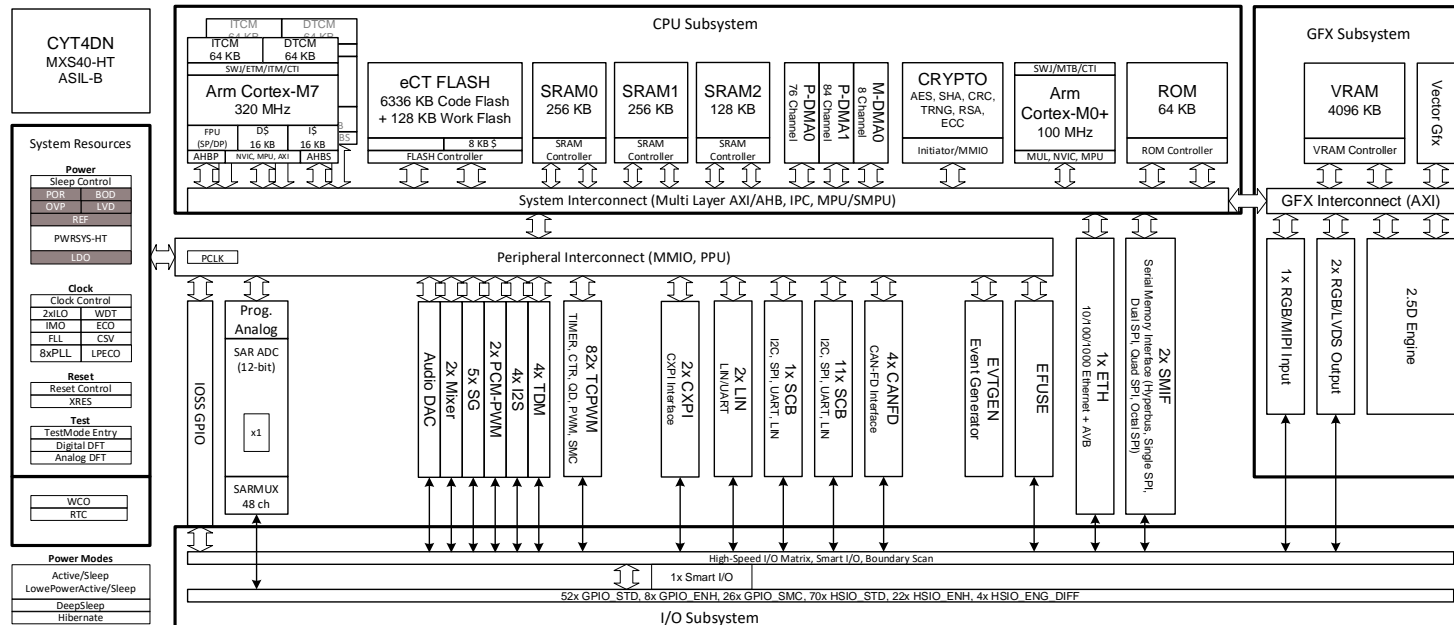 CYT4DN
MXS40-HT
ASIL-B
System Resources
Power
Sleep Control
POR
BOD
OVP
LVD
REF
PWRSYS-HT
LDO
Clock
Clock Control
2xILO
WDT
IMO
ECO
FLL
CSV
8xPLL
LPECO
Reset
Reset Control
XRES
Test
TestMode Entry
Digital DFT
Analog DFT
WCO
RTC
Power Modes
Active/Sleep
LowePowerActive/Sleep
DeepSleep
Hibernate
CPU Subsystem
ITCM
64 KB
DTCM
64 KB
ITCM
64 KB
DTCM
64 KB
SWJ/ETM/ITM/CTI
Arm Cortex-M7
320 MHz
FPU
(SP/DP)
D$
16 KB
I$
16 KB
AHBP
NVIC, MPU, AXI
AHBS
eCT FLASH
6336 KB Code Flash
+ 128 KB Work Flash
8 KB $
FLASH Controller
SRAM0
256 KB
SRAM
Controller
SRAM1
256 KB
SRAM
Controller
SRAM2
128 KB
SRAM
Controller
P-DMA0
76 Channel
P-DMA1
84 Channel
M-DMA0
8 Channel
CRYPTO
AES, SHA, CRC,
TRNG, RSA,
ECC
Initiator/MMIO
SWJ/MTB/CTI
Arm
Cortex-M0+
100 MHz
MUL, NVIC, MPU
ROM
64 KB
ROM Controller
System Interconnect (Multi Layer AXI/AHB, IPC, MPU/SMPU)
GFX Subsystem
VRAM
4096 KB
VRAM Controller
Vector Gfx
GFX Interconnect (AXI)
1x RGB/MIPI Input
2x RGB/LVDS Output
2.5D Engine
PCLK
Peripheral Interconnect (MMIO, PPU)
IOSS GPIO
Prog.
Analog
SAR ADC
(12-bit)
x1
SARMUX
48 ch
Audio DAC
2x Mixer
5x SG
2x PCM-PWM
4x I2S
4x TDM
82x TCPWM
TIMER, CTR, QD, PWM, SMC
2x CXPI
CXPI Interface
2x LIN
LIN/UART
1x SCB
I2C, SPI, UART, LIN
11x SCB
I2C, SPI, UART, LIN
4x CANFD
CAN-FD Interface
EVTGEN
Event Generator
EFUSE
1x ETH
10/100/1000 Ethernet + AVB
2x SMIF
Serial Memory Interface (Hyperbus, Single SPI,
Dual SPI, Quad SPI, Octal SPI)
High-Speed I/O Matrix, Smart I/O, Boundary Scan
1x Smart I/O
52x GPIO_STD, 8x GPIO_ENH, 26x GPIO_SMC, 70x HSIO_STD, 22x HSIO_ENH, 4x HSIO_ENG_DIFF
I/O Subsystem